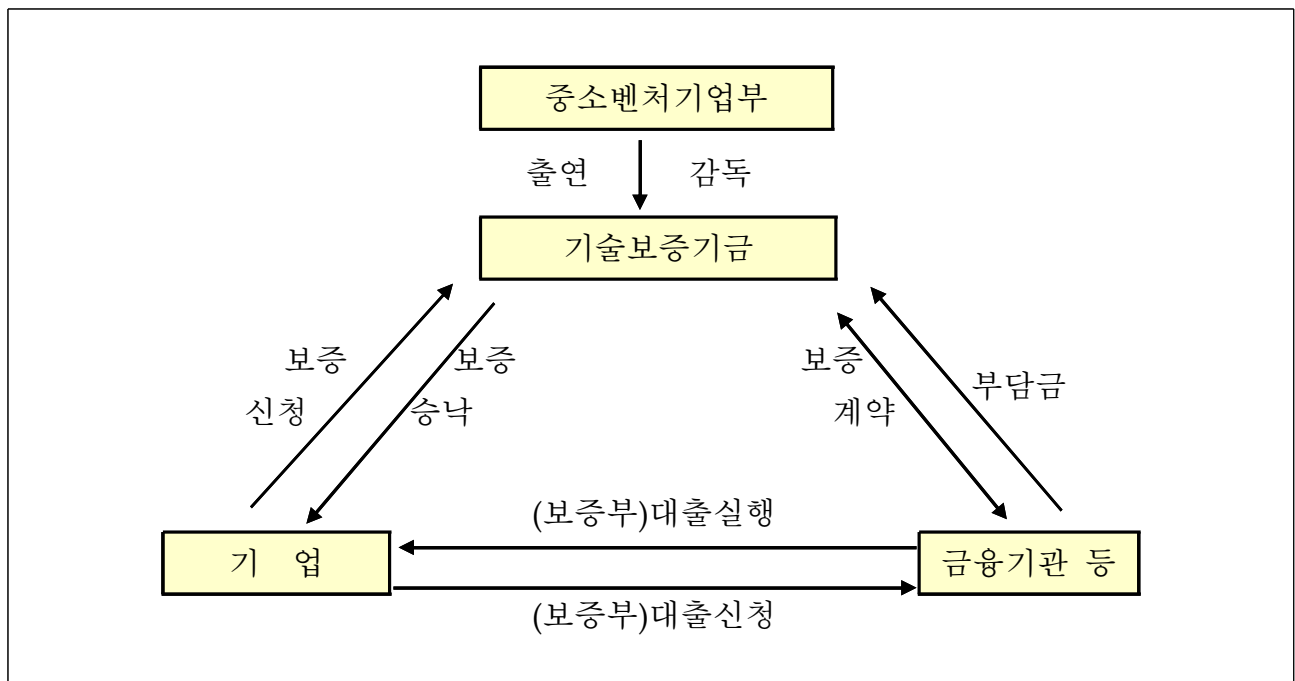 중소벤처기업부
출연 감독
기술보증기금
보증 보증 보증 부담금
신청 승낙 계약
(보증부)대출실행
기 업 금융기관 등
(보증부)대출신청